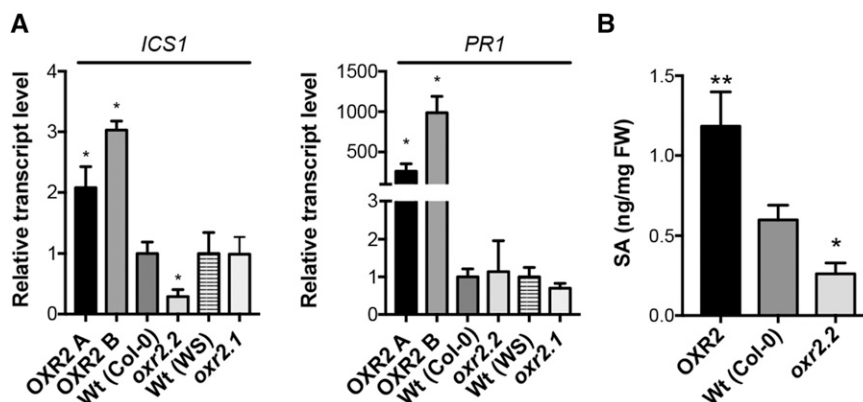 A
B
ICS1
PR1
Relative transcript level
4
3
2
1
0
*
*
*
OXR2 A
OXR2 B
Wt (Col-0)
oxr2.2
Wt (WS)
oxr2.1
Relative transcript level
1500
1000
500
3
2
1
0
*
*
OXR2 A
OXR2 B
Wt (Col-0)
oxr2.2
Wt (WS)
oxr2.1
SA (ng/mg FW)
1.5
1.0
0.5
0.0
**
*
OXR2
Wt (Col-0)
oxr2.2